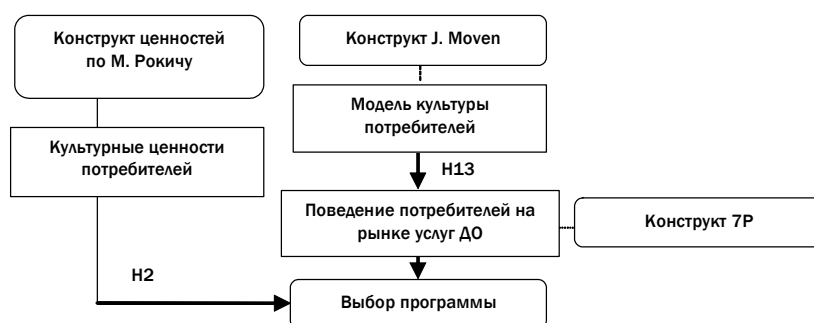 Конструкт ценностей
по М. Рокичу
Конструкт J. Moven
Модель культуры
потребителей
Культурные ценности
потребителей
H13
Поведение потребителей на
рынке услуг ДО
Конструкт 7P
H2
Выбор программы